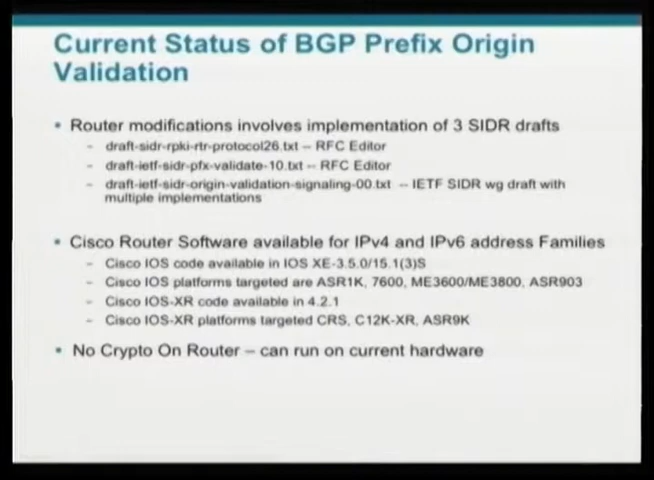 Current Status of BGP Prefix Origin
Validation
• Router modifications involves implementation of 3 SIDR drafts
– draft-sidr-rpki-rtr-protocol26.txt – RFC Editor
– draft-ietf-sidr-pfx-validate-10.txt – RFC Editor
– draft-ietf-sidr-origin-validation-signaling-00.txt – IETF SIDR wg draft with
multiple implementations
• Cisco Router Software available for IPv4 and IPv6 address Families
– Cisco IOS code available in IOS XE-3.5.0/15.1(3)S
– Cisco IOS platforms targeted are ASR1K, 7600, ME3600/ME3800, ASR903
– Cisco IOS-XR code available in 4.2.1
– Cisco IOS-XR platforms targeted CRS, C12K-XR, ASR9K
• No Crypto On Router – can run on current hardware